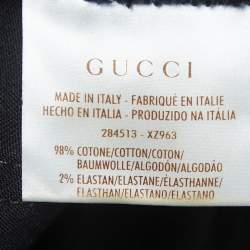 GUCCI
MADE IN ITALY - FABRIQUÉ EN ITALIE
HECHO EN ITALIA - PRODUZIDO NA ITÁLIA
284513 - XZ963
98% COTONE/COTTON/COTON/
BAUMWOLLE/ALGODÓN/ALGODÃO
2% ELASTAN/ELASTANE/ÉLASTHANNE/
ELASTHAN/ELASTANO/ELASTANO